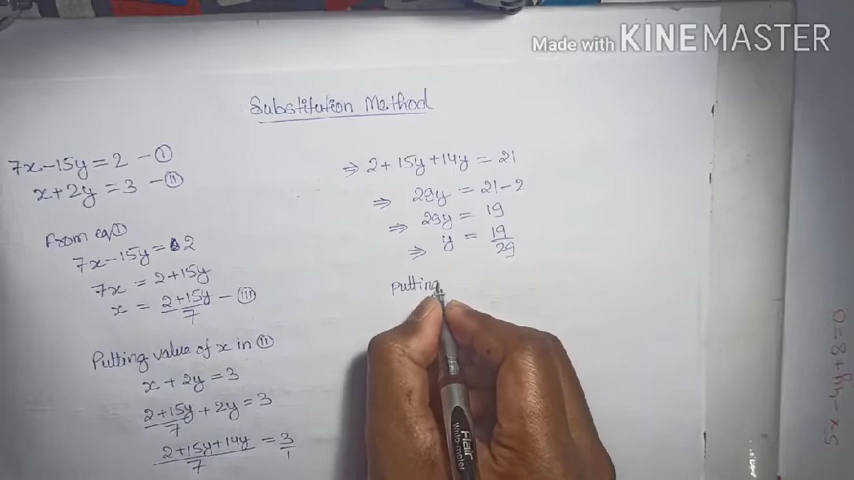 Made with KINEMASTER
Substitution Method
7x-15y=2 -(I)
x+2y=3 -(II)
From eq(I)
7x-15y=2
7x = 2+15y
x = 2+15y/7 -(III)
Putting value of x in (II)
x+2y=3
2+15y/7 + 2y = 3
2+15y+14y/7 = 3/1
⇒ 2+15y+14y = 21
⇒ 29y = 21-2
⇒ 29y = 19
⇒ y = 19/29
Putting
Flair
Writo-meter
5x-4y+8=0